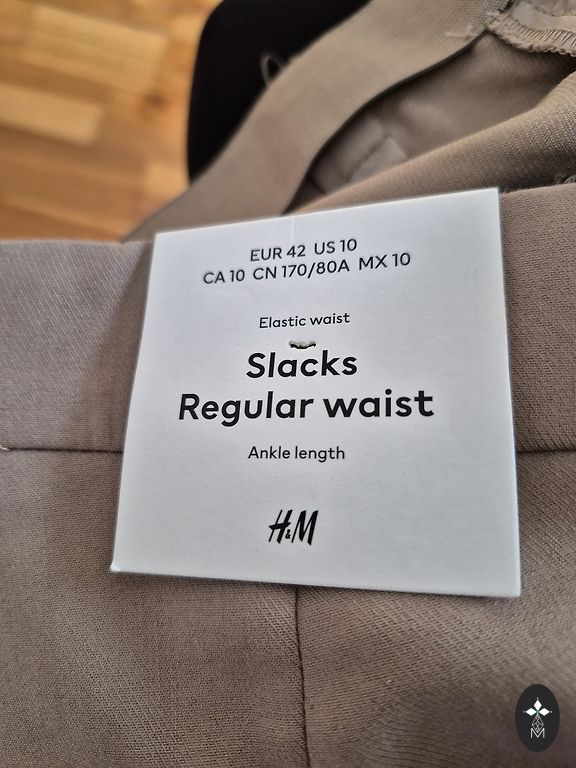 EUR 42 US 10
CA 10 CN 170/80A MX 10
Elastic waist
Slacks
Regular waist
Ankle length
H&M
M